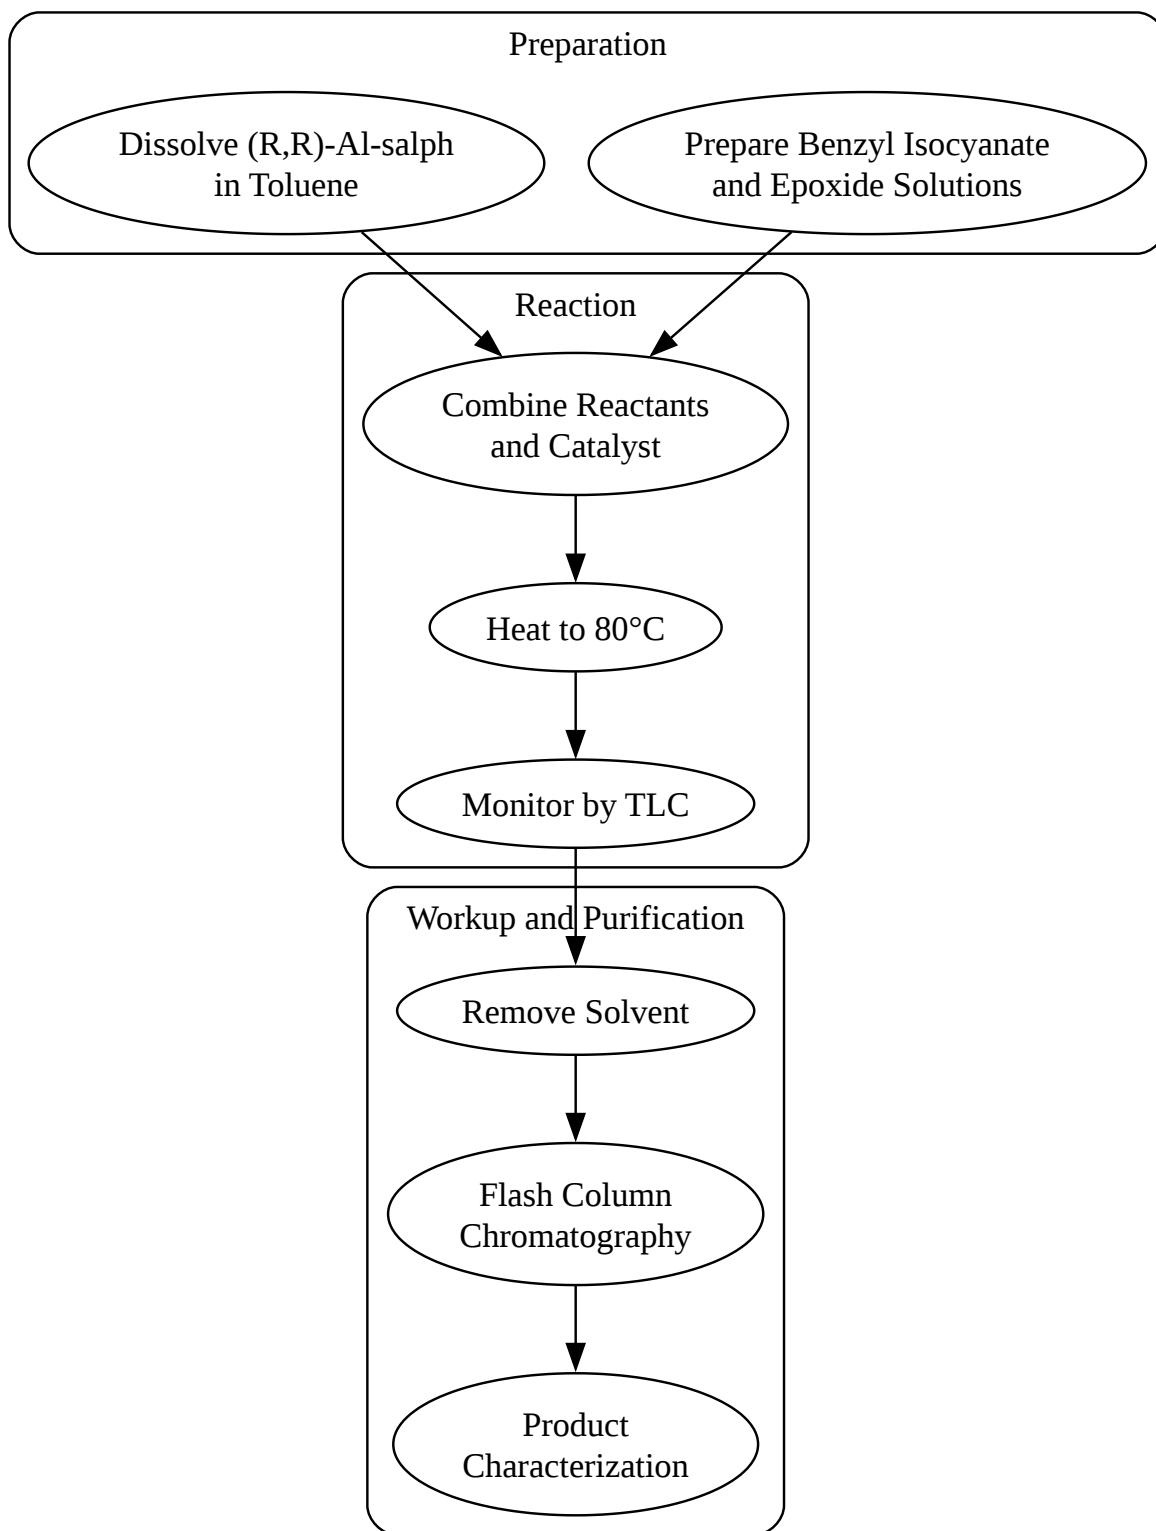 Preparation
Dissolve (R,R)-Al-salph
in Toluene
Prepare Benzyl Isocyanate
and Epoxide Solutions
Reaction
Combine Reactants
and Catalyst
Heat to 80°C
Monitor by TLC
Workup and Purification
Remove Solvent
Flash Column
Chromatography
Product
Characterization